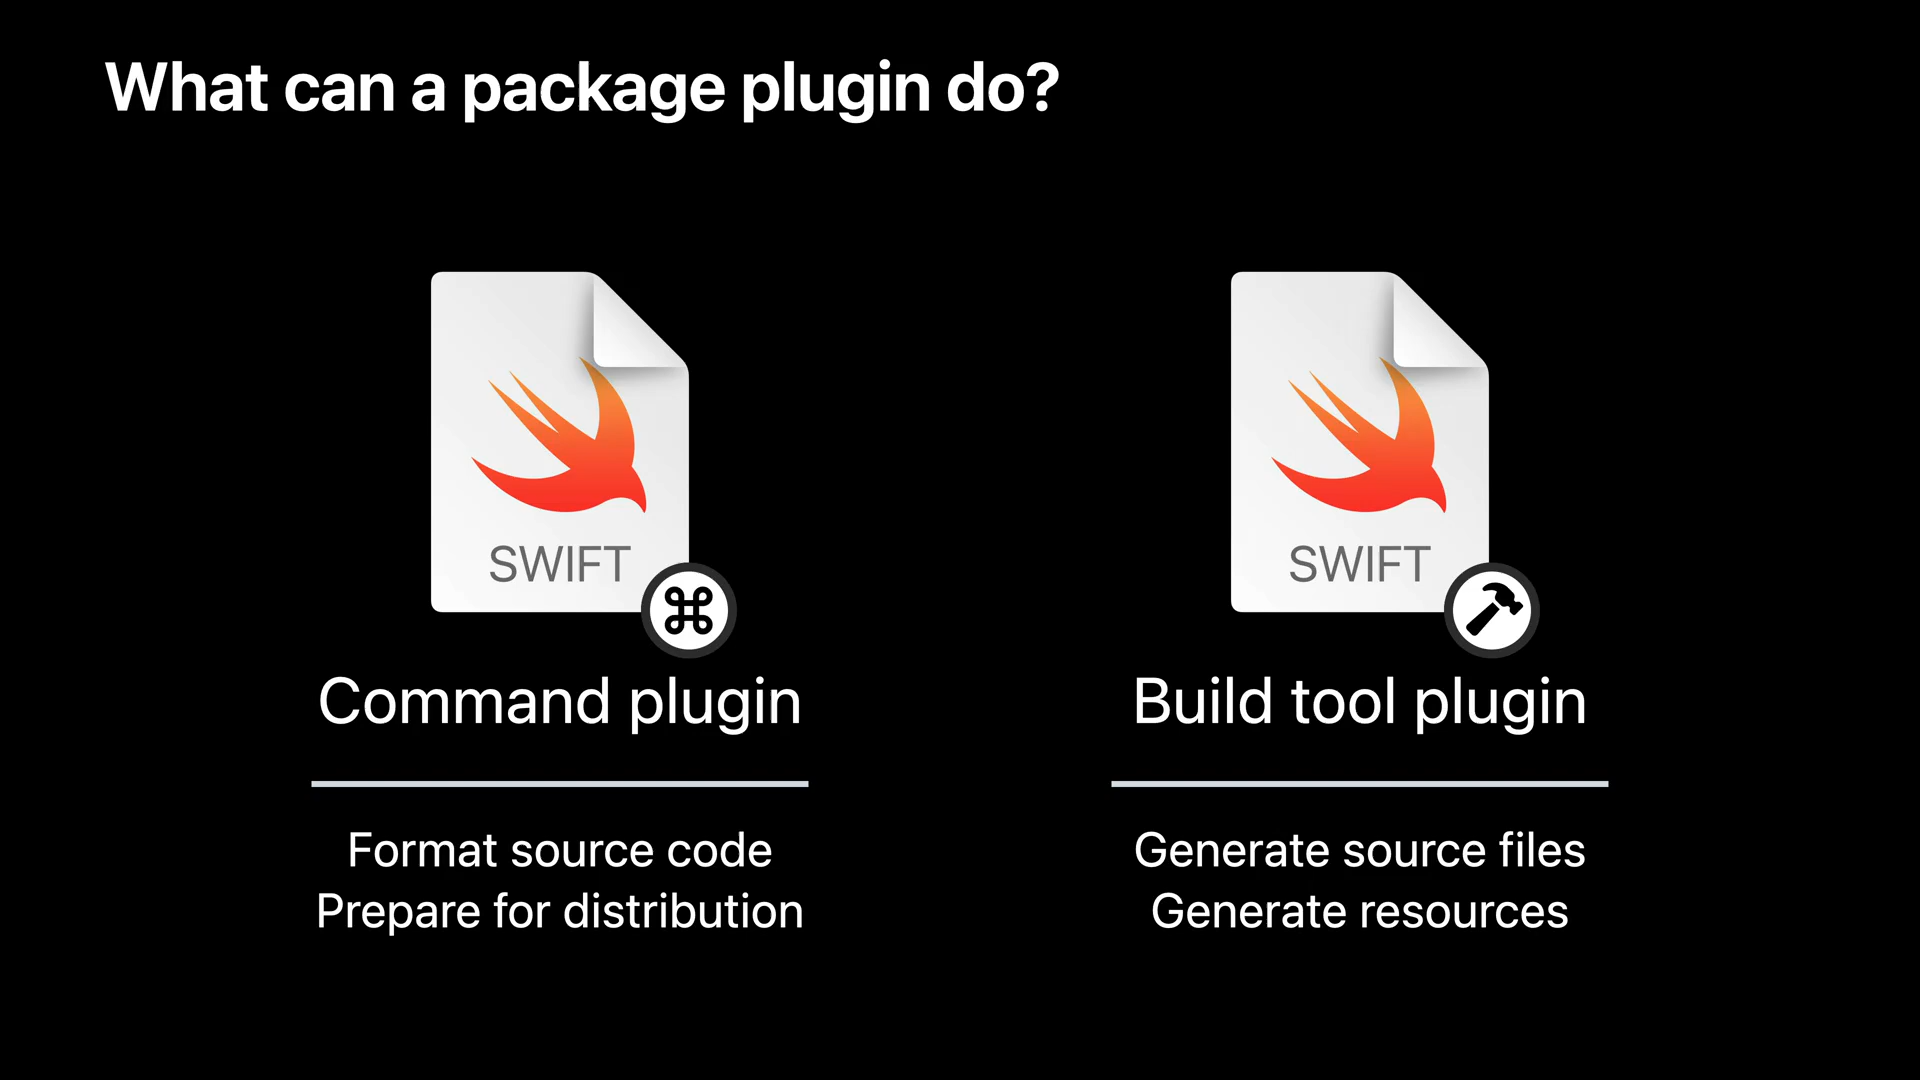 What can a package plugin do?
SWIFT
Command plugin
Format source code
Prepare for distribution
SWIFT
Build tool plugin
Generate source files
Generate resources